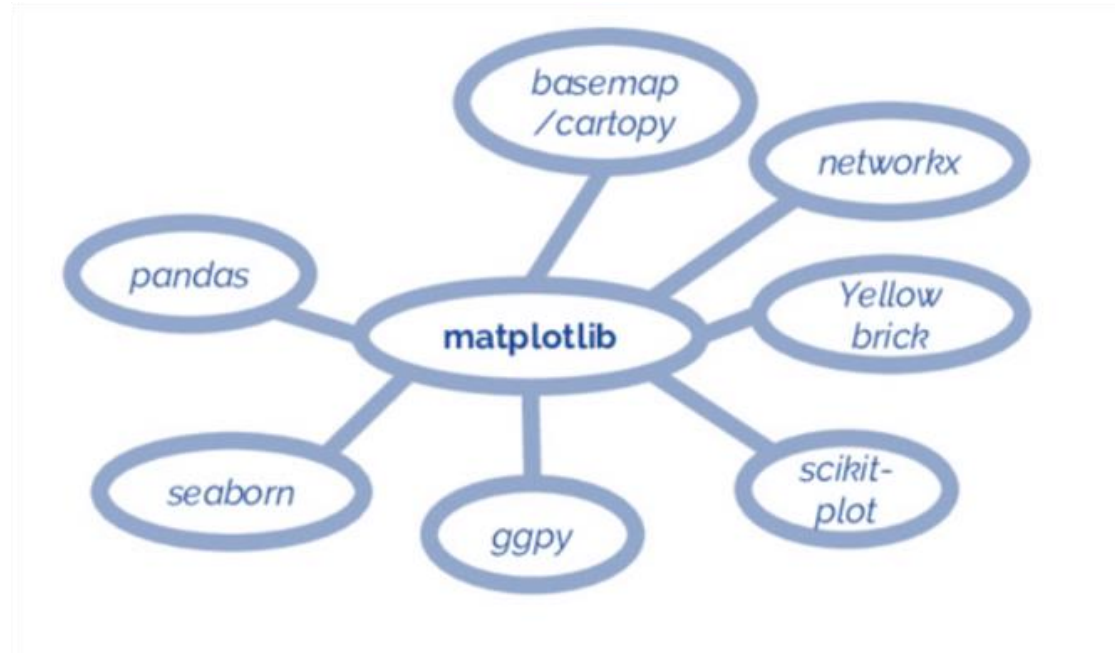 basemap
/cartopy
networkx
pandas
Yellow
brick
matplotlib
scikit-
plot
seaborn
ggpy